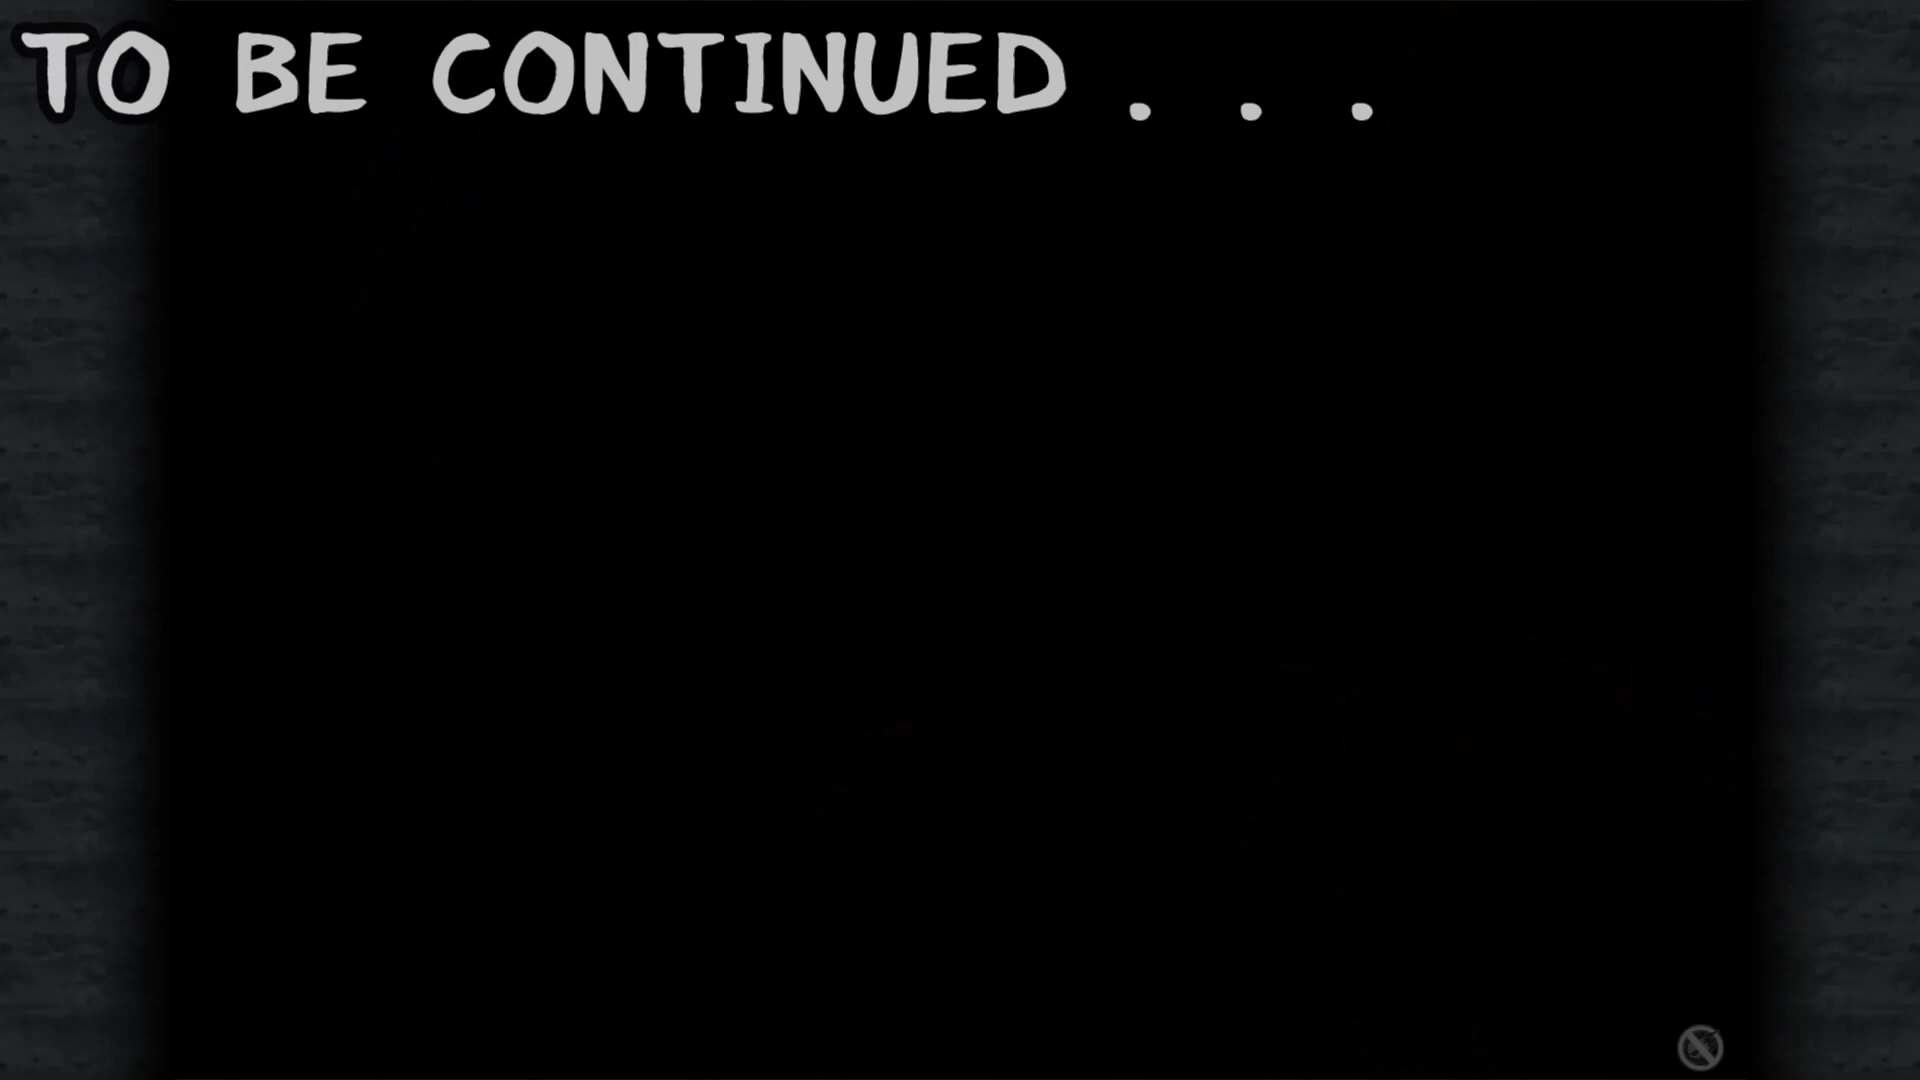 TO BE CONTINUED . . .